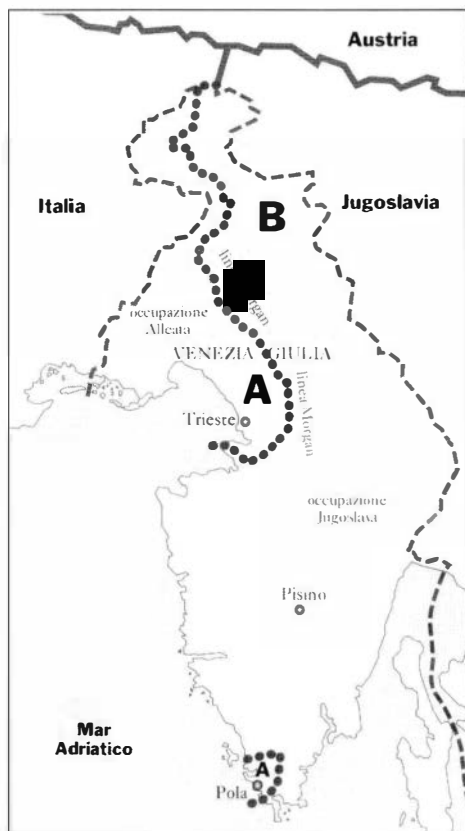 Austria
Italia
Jugoslavia
B
occupazione
Alleata
VENEZIA GIULIA
A
linea Morgan
Trieste
occupazione
Jugoslava
Pisino
Mar
Adriatico
A
Pola